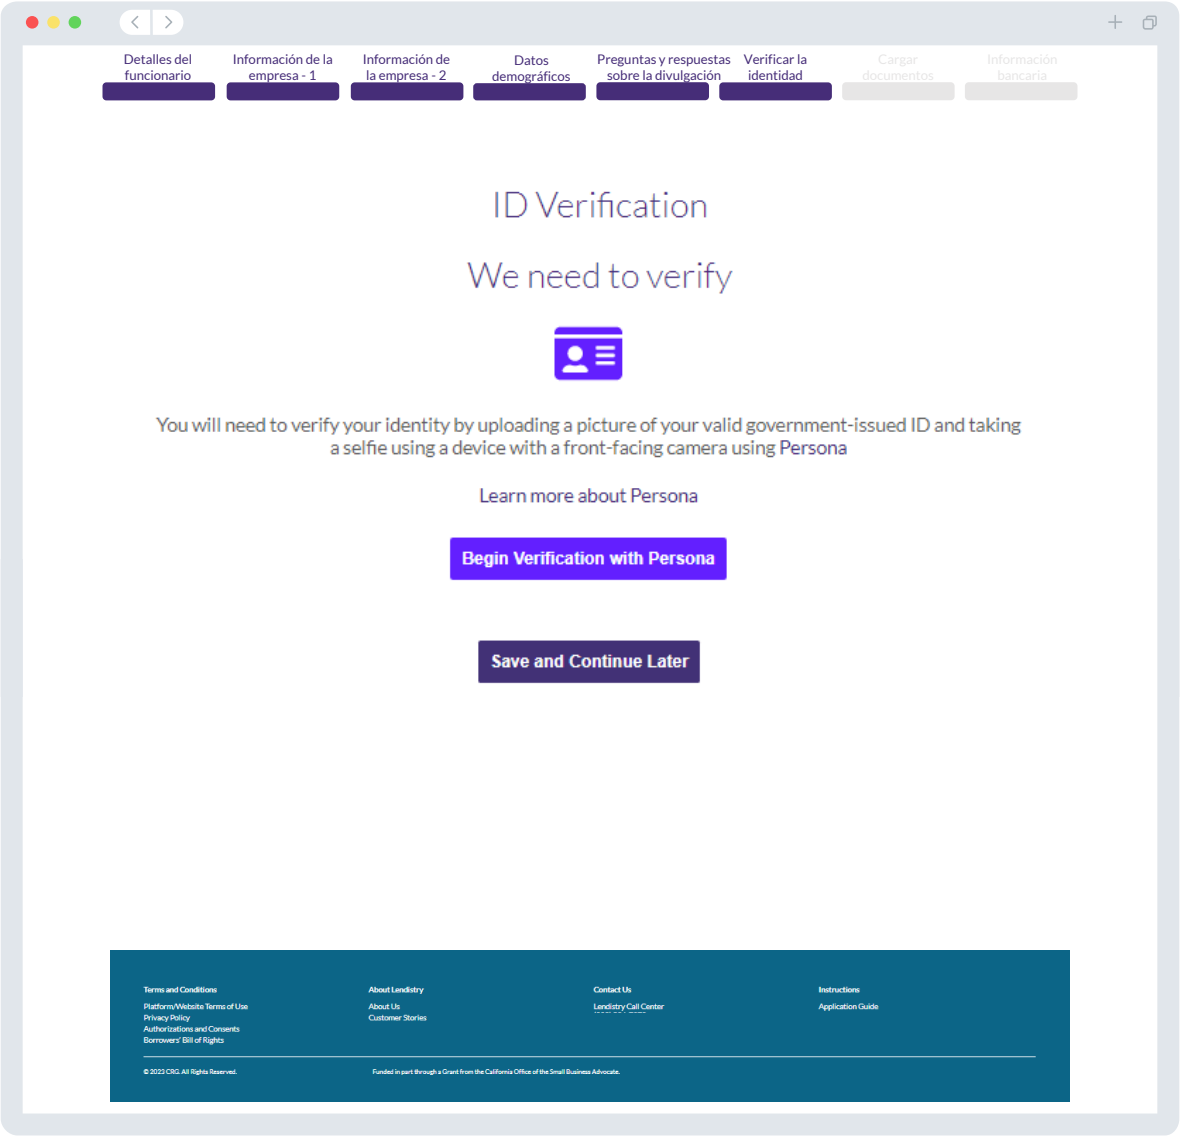 Detalles del
funcionario
Información de la
empresa - 1
Información de
la empresa - 2
Datos
demográficos
Preguntas y respuestas
sobre la divulgación
Verificar la
identidad
Cargar
documentos
Información
bancaria
ID Verification
We need to verify
You will need to verify your identity by uploading a picture of your valid government-issued ID and taking
a selfie using a device with a front-facing camera using Persona
Learn more about Persona
Begin Verification with Persona
Save and Continue Later
Terms and Conditions
Platform/Website Terms of Use
Privacy Policy
Authorizations and Consents
Borrowers' Bill of Rights
About Lendistry
About Us
Customer Stories
Contact Us
Lendistry Call Center
Instructions
Application Guide
© 2023 CRG. All Rights Reserved.
Funded in part through a Grant from the California Office of the Small Business Advocate.